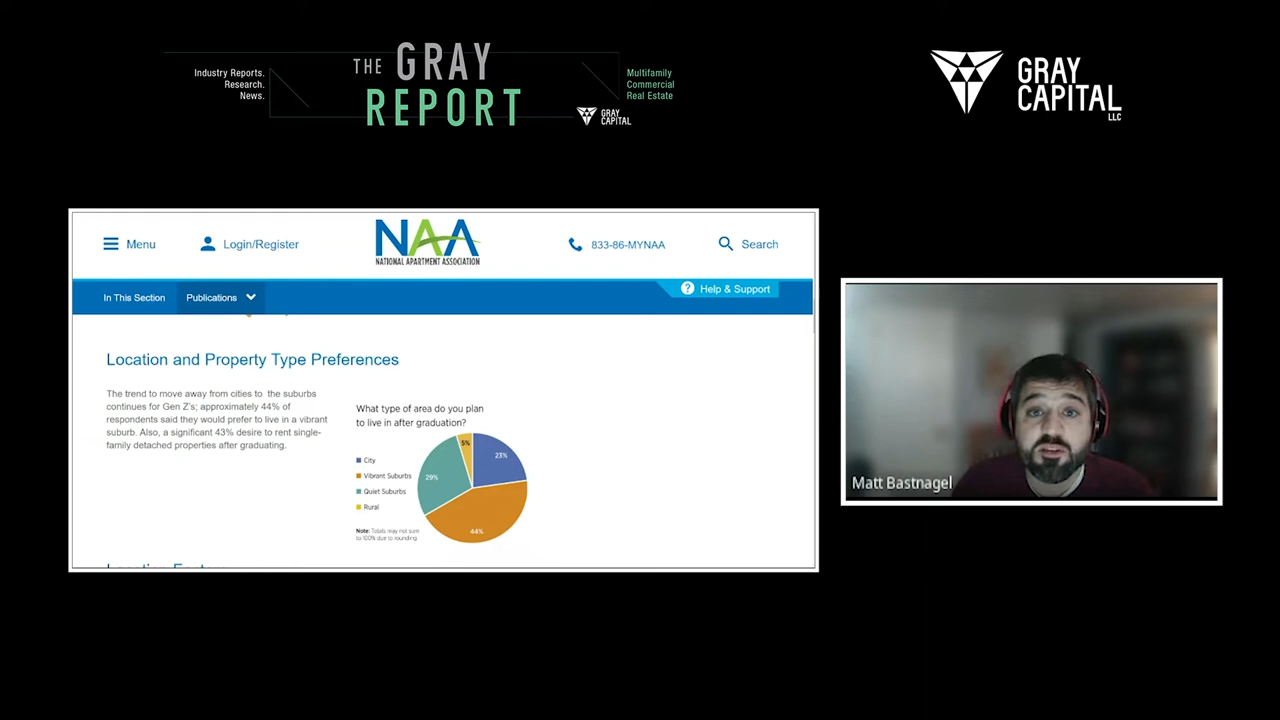 Industry Reports.
Research.
News.
THE GRAY
REPORT
Multifamily
Commercial
Real Estate
GRAY
CAPITAL
GRAY
CAPITAL
LLC
Menu
Login/Register
NAA
NATIONAL APARTMENT ASSOCIATION
833-86-MYNAA
Search
In This Section
Publications
? Help & Support
Location and Property Type Preferences
The trend to move away from cities to the suburbs
continues for Gen Z's; approximately 44% of
respondents said they would prefer to live in a vibrant
suburb. Also, a significant 43% desire to rent single-
family detached properties after graduating.
What type of area do you plan
to live in after graduation?
City
Vibrant Suburbs
Quiet Suburbs
Rural
5%
23%
29%
44%
Note: Totals may not sum
to 100% due to rounding.
Matt Bastnagel